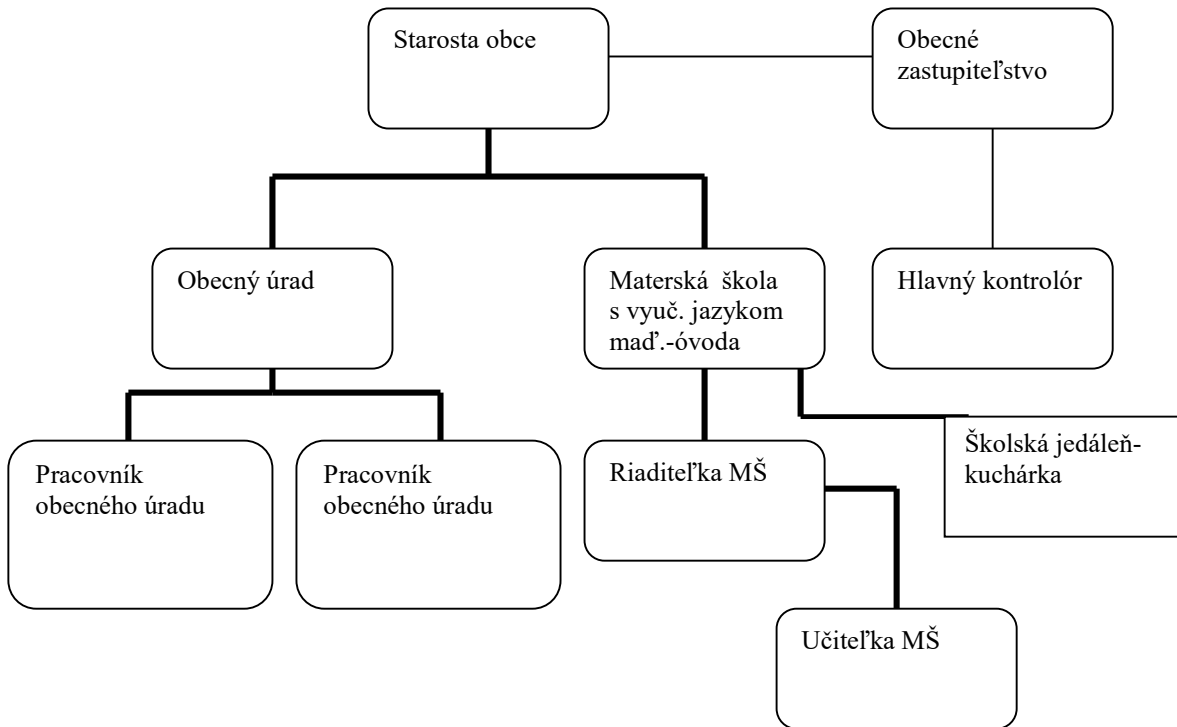 Starosta obce
Obecné
zastupiteľstvo
Obecný úrad
Materská  škola
s vyuč. jazykom
maď.-óvoda
Hlavný kontrolór
Pracovník
obecného úradu
Pracovník
obecného úradu
Riaditeľka MŠ
Školská jedáleň-
kuchárka
Učiteľka MŠ